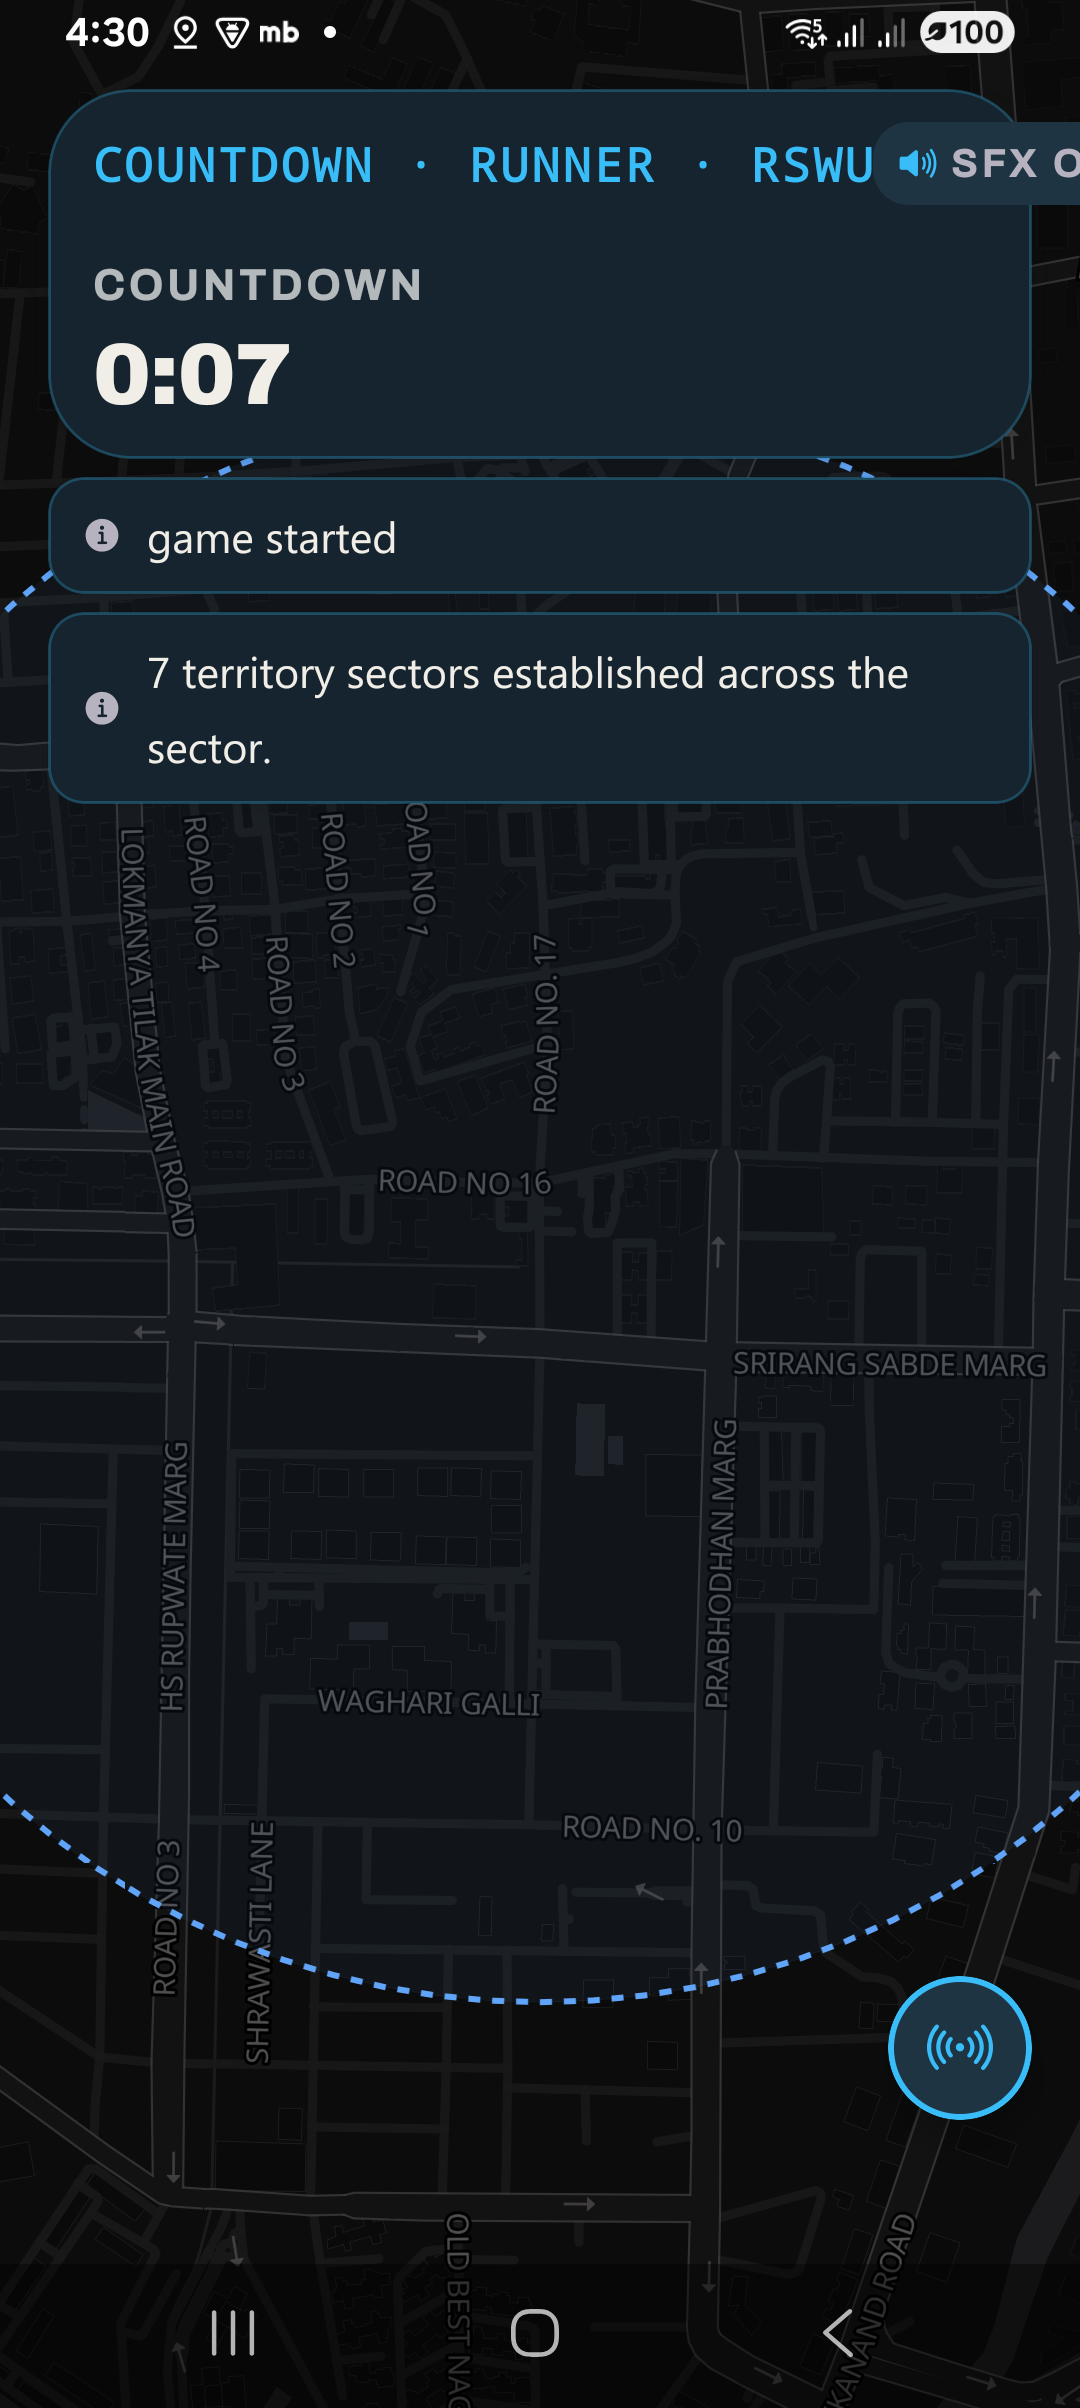 4:30 mb 5 100
COUNTDOWN · RUNNER · RSWU
SFX O
COUNTDOWN
0:07
game started
7 territory sectors established across the
sector.
LOKMANYA TILAK MAIN ROAD
ROAD NO 4
ROAD NO 3
ROAD NO 2
OAD NO 1
ROAD NO. 17
ROAD NO 16
SRIRANG SABDE MARG
HS RUPWATE MARG
PRABHODHAN MARG
WAGHARI GALLI
ROAD NO. 10
ROAD NO 3
SHRAWASTI LANE
OLD BEST NAG
KANAND ROAD